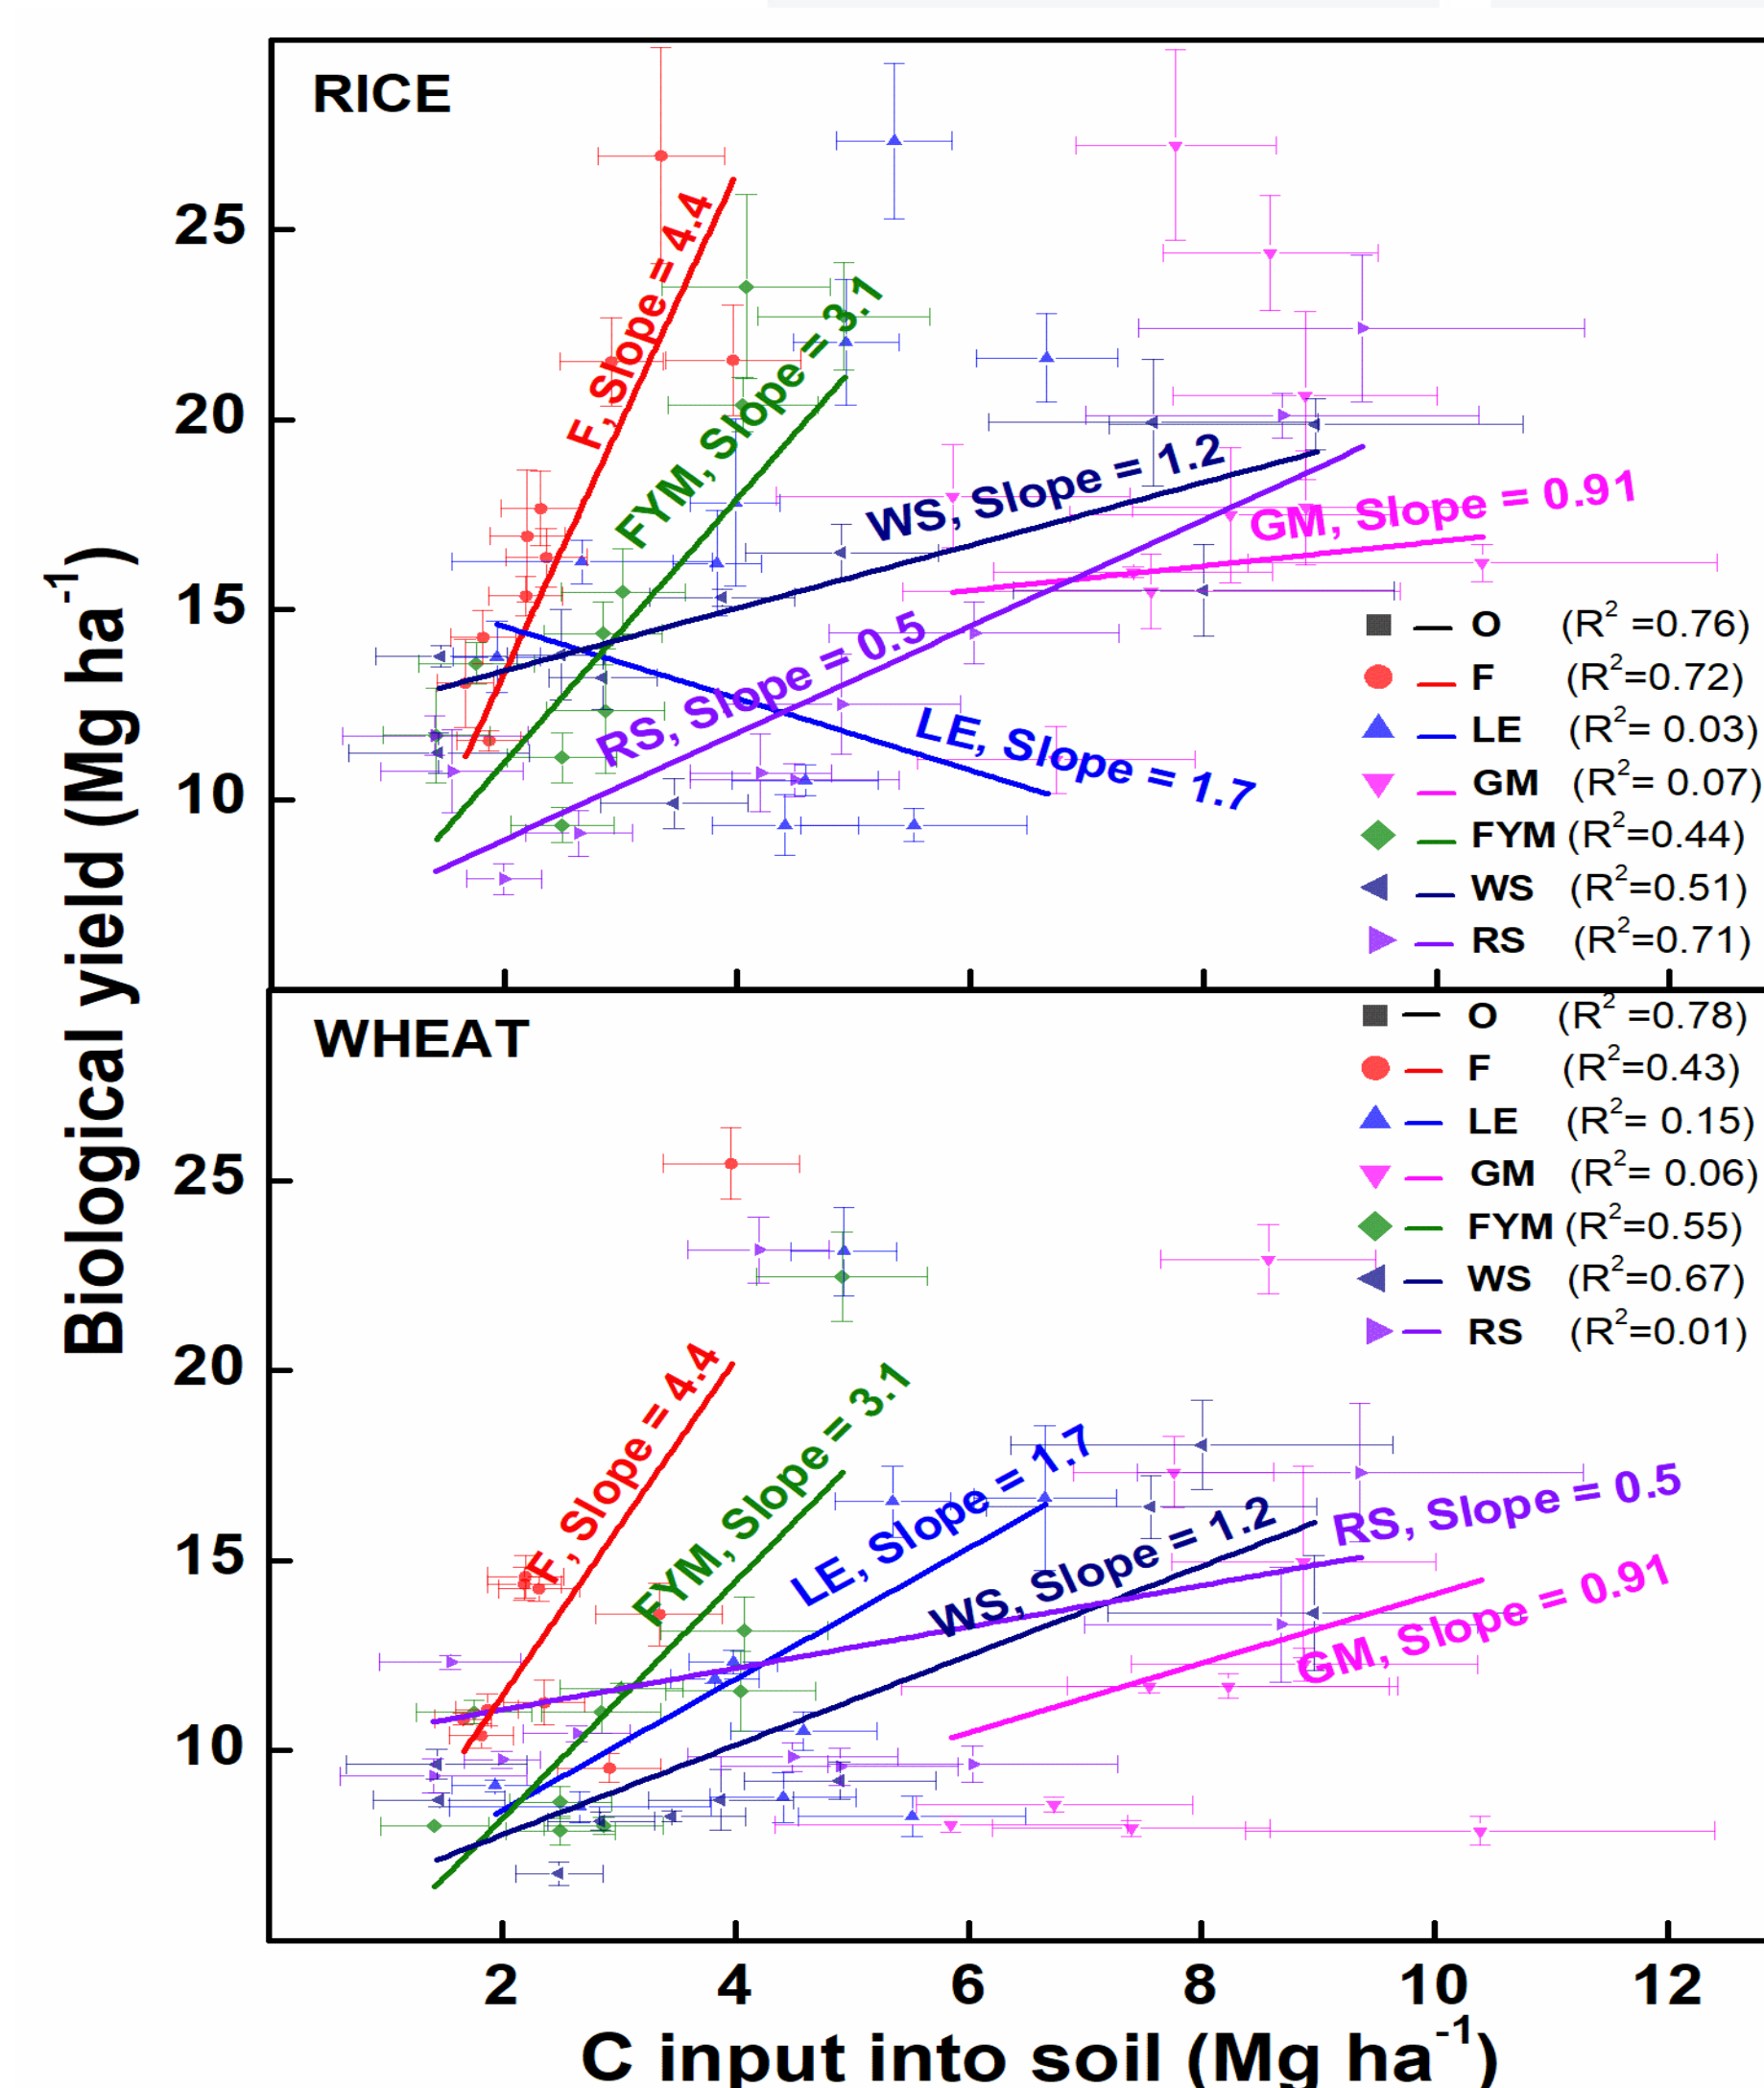 RICE
25
20
15
10
F, Slope = 4.4
FYM, Slope = 3.1
WS, Slope = 1.2
GM, Slope = 0.91
RS, Slope = 0.5
LE, Slope = 1.7
O (R² =0.76)
F (R²=0.72)
LE (R²= 0.03)
GM (R²= 0.07)
FYM (R²=0.44)
WS (R²=0.51)
RS (R²=0.71)
Biological yield (Mg ha⁻¹)
WHEAT
O (R² =0.78)
F (R²=0.43)
LE (R²= 0.15)
GM (R²= 0.06)
FYM (R²=0.55)
WS (R²=0.67)
RS (R²=0.01)
25
20
15
10
F, Slope = 4.4
FYM, Slope = 3.1
LE, Slope = 1.7
WS, Slope = 1.2
RS, Slope = 0.5
GM, Slope = 0.91
2 4 6 8 10 12
C input into soil (Mg ha⁻¹)